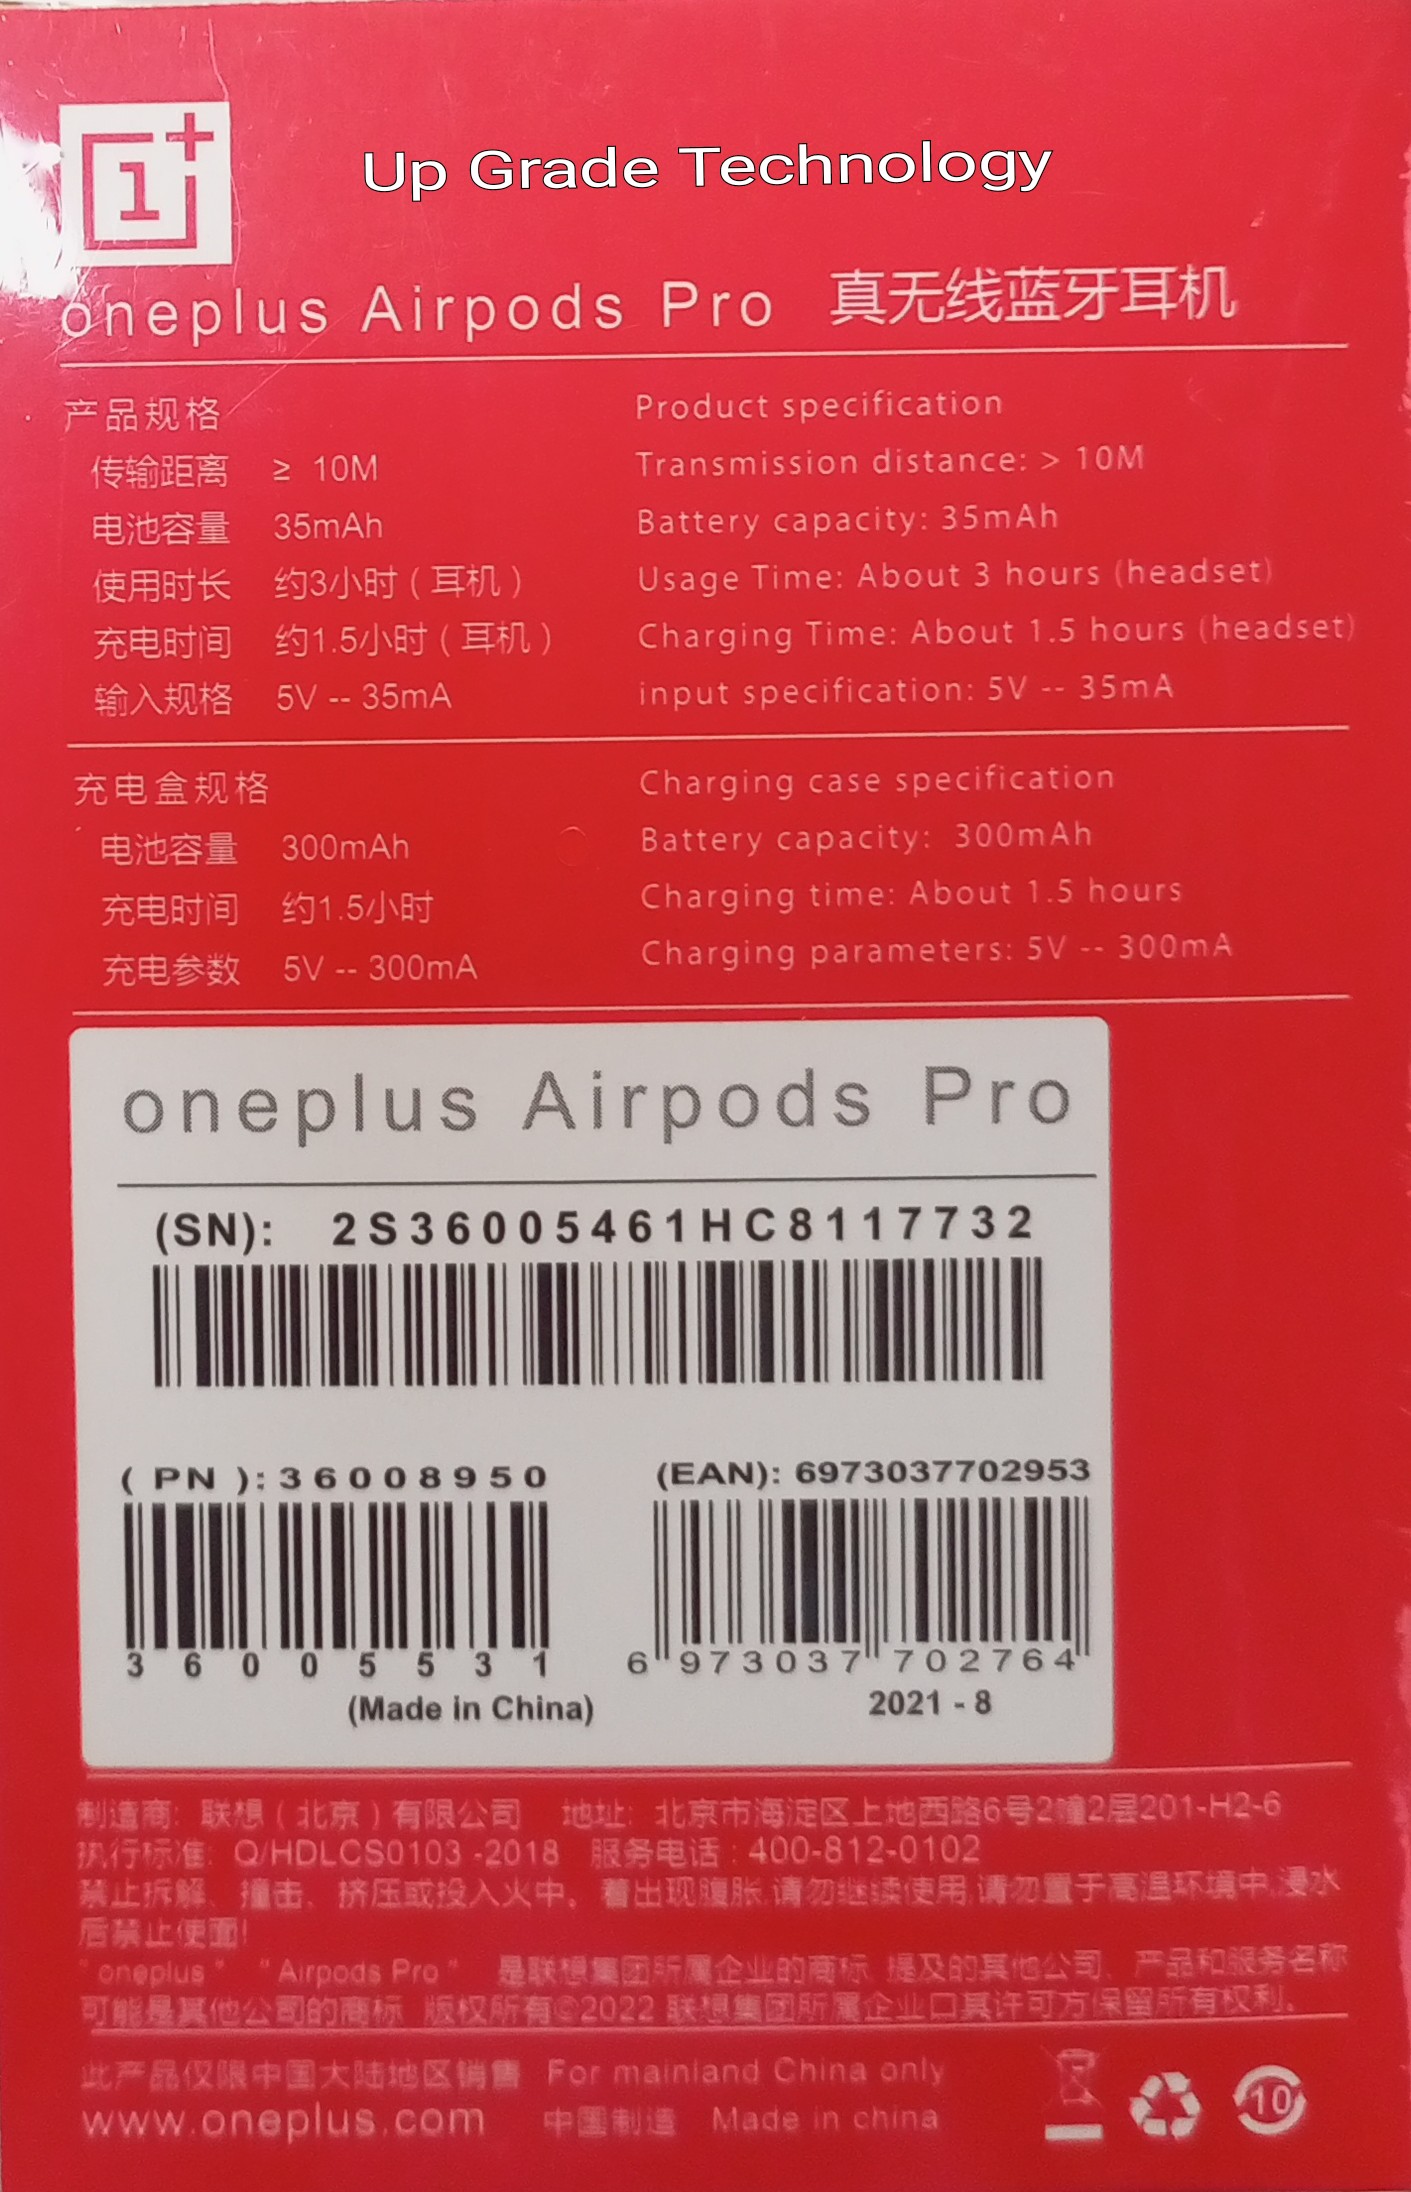 1+
Up Grade Technology
oneplus Airpods Pro 真无线蓝牙耳机
产品规格
传输距离 ≥ 10M
电池容量 35mAh
使用时长 约3小时（耳机）
充电时间 约1.5小时（耳机）
输入规格 5V -- 35mA
Product specification
Transmission distance: > 10M
Battery capacity: 35mAh
Usage Time: About 3 hours (headset)
Charging Time: About 1.5 hours (headset)
input specification: 5V -- 35mA
充电盒规格
电池容量 300mAh
充电时间 约1.5小时
充电参数 5V -- 300mA
Charging case specification
Battery capacity: 300mAh
Charging time: About 1.5 hours
Charging parameters: 5V -- 300mA
oneplus Airpods Pro
(SN): 2S36005461HC8117732
( PN ): 36008950
36005531
(EAN): 6973037702953
6 973037 702764
(Made in China)
2021 - 8
制造商: 联想（北京）有限公司 地址: 北京市海淀区上地西路6号2幢2层201-H2-6
执行标准: Q/HDLCS0103 -2018 服务电话 : 400-812-0102
禁止拆解、撞击、挤压或投入火中。着出现腹胀,请勿继续使用,请勿置于高温环境中,浸水
后禁止使面!
"oneplus" "Airpods Pro" 是联想集团所属企业的商标 提及的其他公司、产品和服务名称
可能是其他公司的商标 版权所有©2022 联想集团所属企业口其许可方保留所有权利。
此产品仅限中国大陆地区销售 For mainland China only
www.oneplus.com 中国制造 Made in china
10